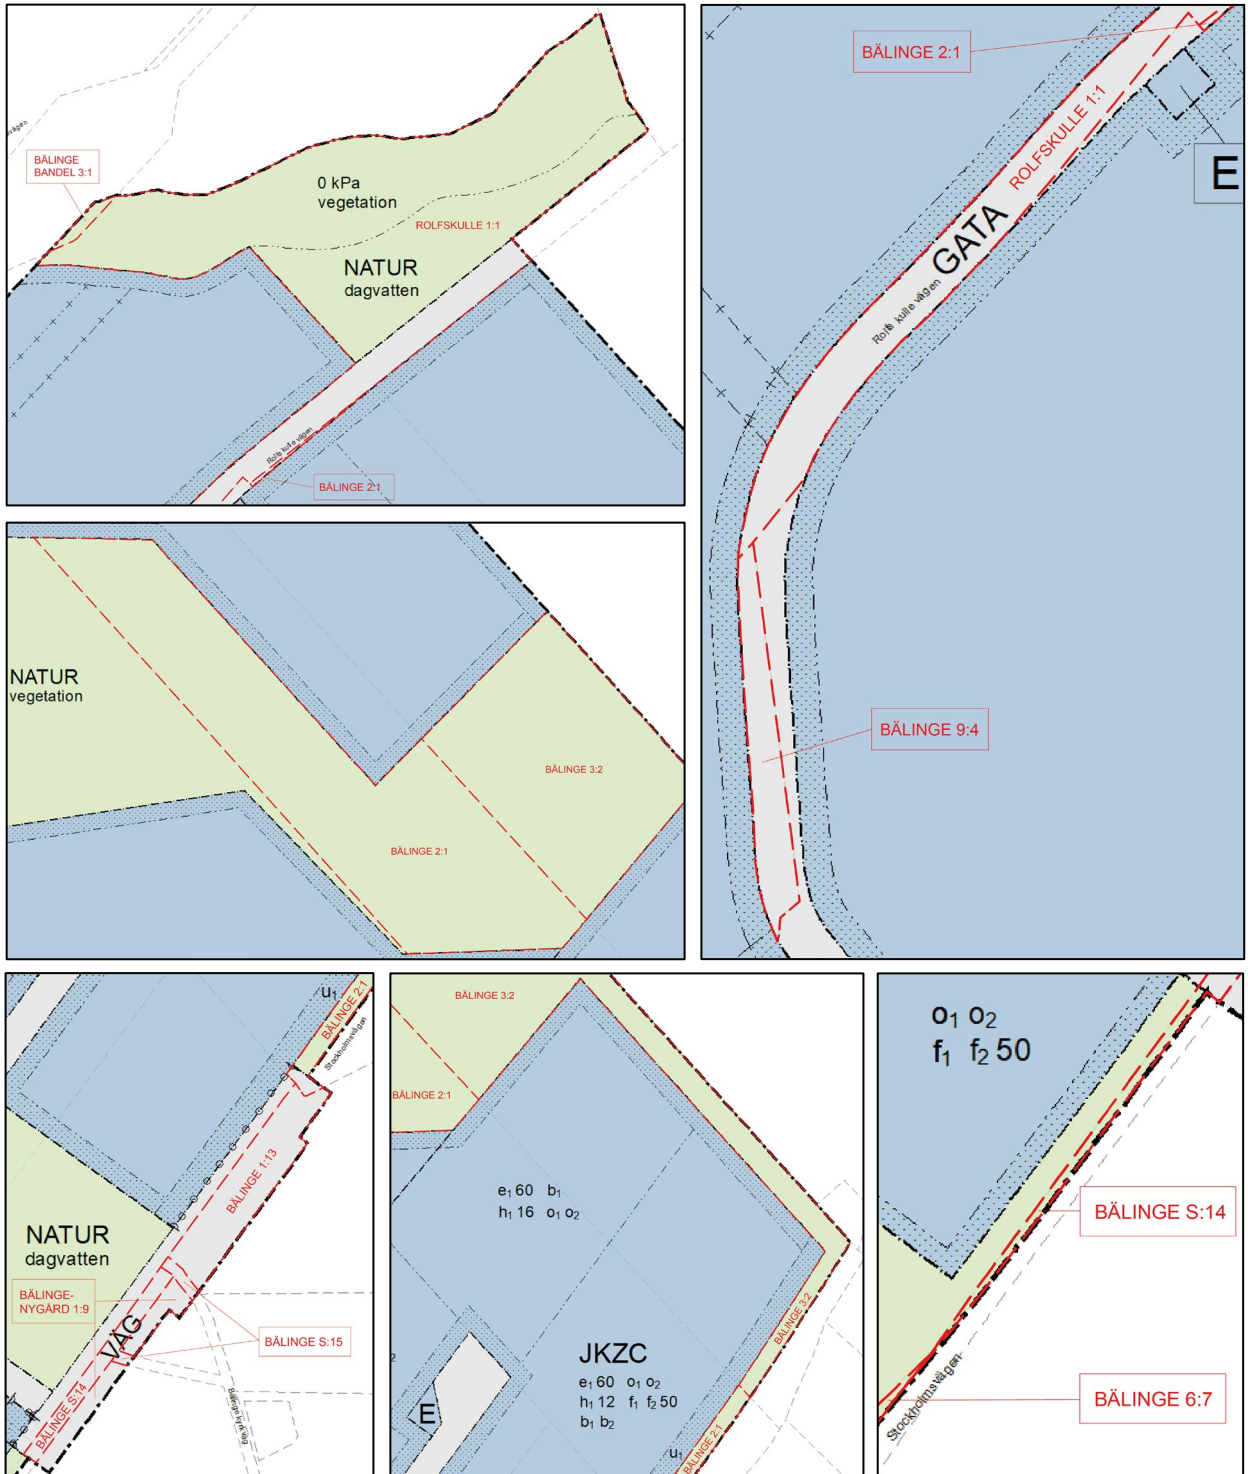 BÄLINGE
BANDEL 3:1
0 kPa
vegetation
ROLFSKULLE 1:1
NATUR
dagvatten
Rolfs kulle vägen
BÄLINGE 2:1
BÄLINGE 2:1
ROLFSKULLE 1:1
E
GATA
Rolfs kulle vägen
BÄLINGE 9:4
NATUR
vegetation
BÄLINGE 3:2
BÄLINGE 2:1
u1
BÄLINGE 2:1
Stockholmsvägen
BÄLINGE 1:13
NATUR
dagvatten
BÄLINGE-
NYGÅRD 1:9
VÄG
BÄLINGE S:15
BÄLINGE S:14
Bälinge kyrkväg
BÄLINGE 3:2
BÄLINGE 2:1
e1 60 b1
h1 16 o1 o2
BÄLINGE 3:2
JKZC
e1 60 o1 o2
h1 12 f1 f2 50
b1 b2
E
u1
BÄLINGE 2:1
o1 o2
f1 f2 50
BÄLINGE S:14
BÄLINGE 6:7
Stockholmsvägen